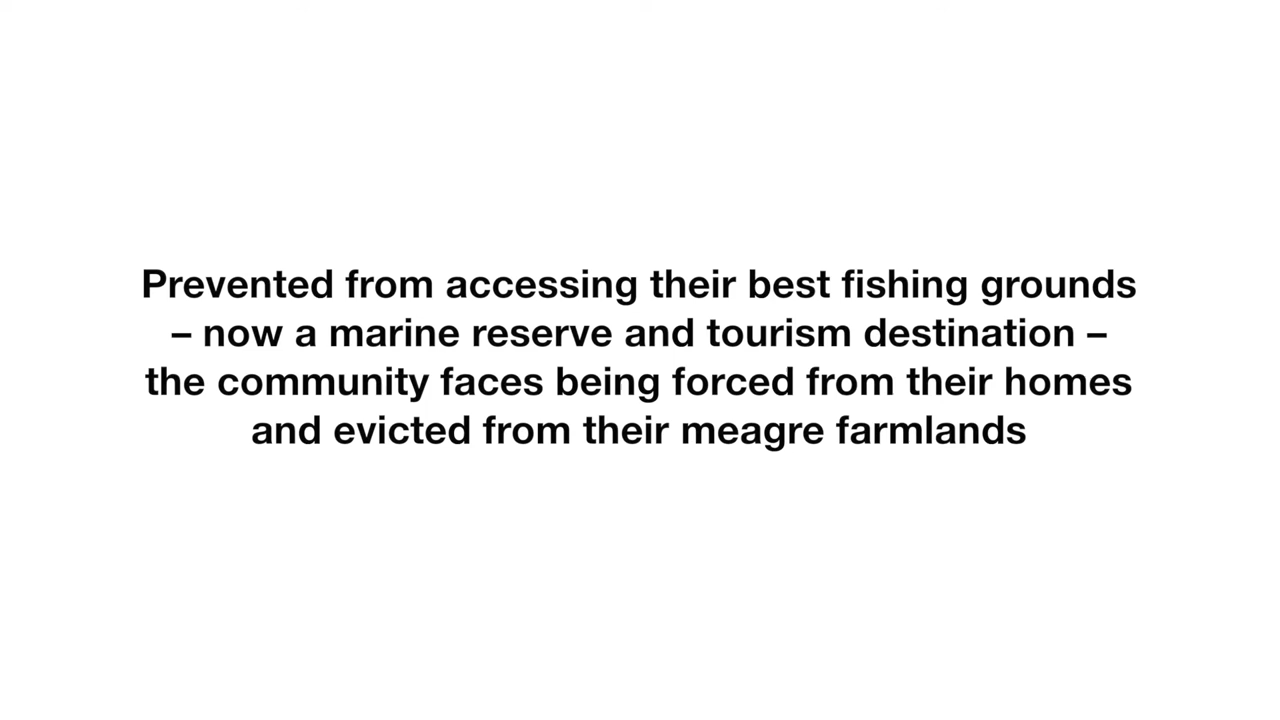 Prevented from accessing their best fishing grounds
– now a marine reserve and tourism destination –
the community faces being forced from their homes
and evicted from their meagre farmlands